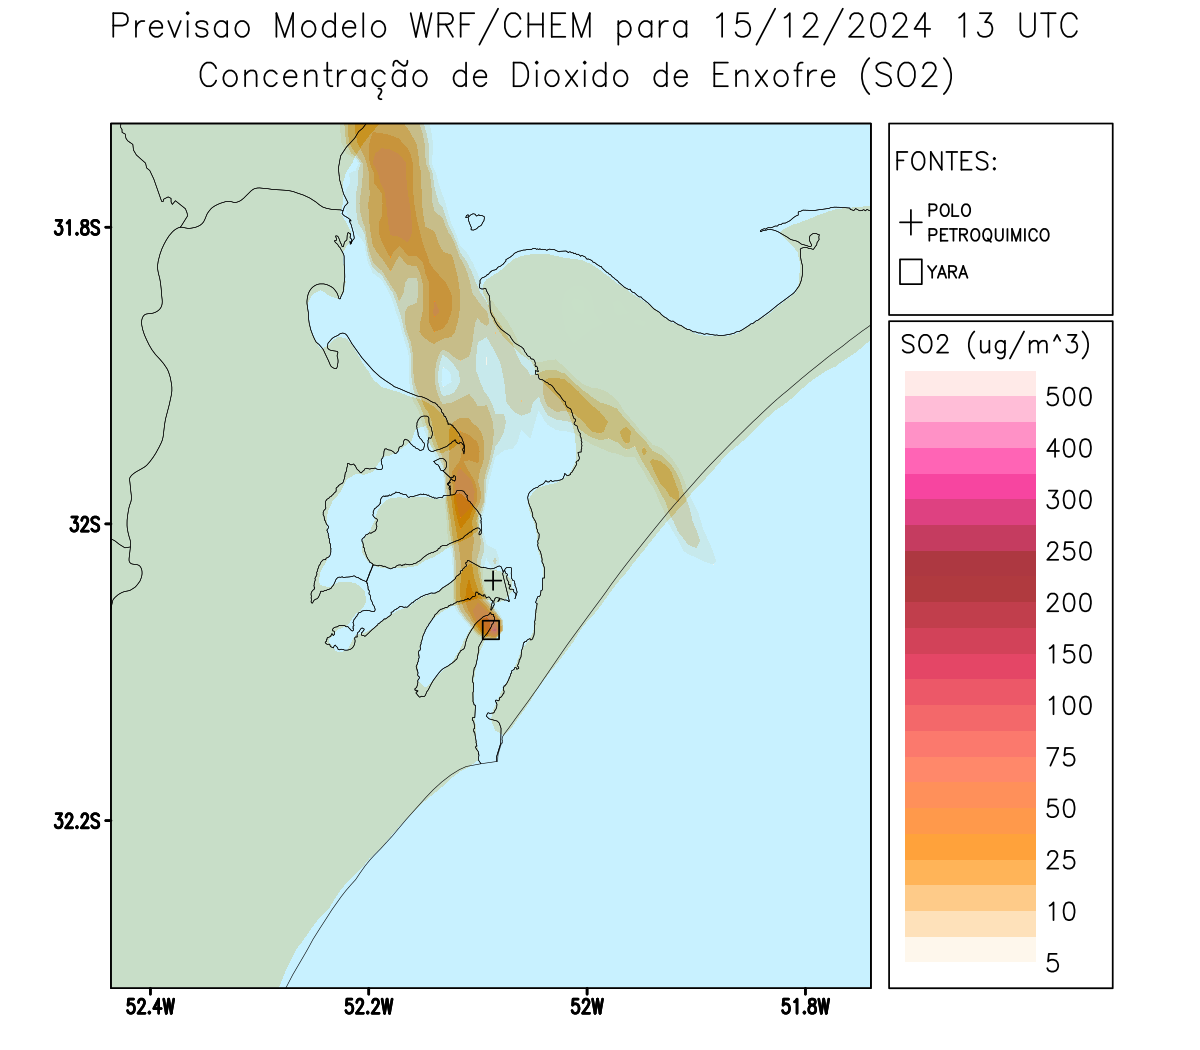 Previsao Modelo WRF/CHEM para 15/12/2024 13 UTC
Concentração de Dioxido de Enxofre (SO2)
FONTES:
POLO
PETROQUIMICO
YARA
31.8S
32S
32.2S
52.4W
52.2W
52W
51.8W
SO2 (ug/m^3)
500
400
300
250
200
150
100
75
50
25
10
5